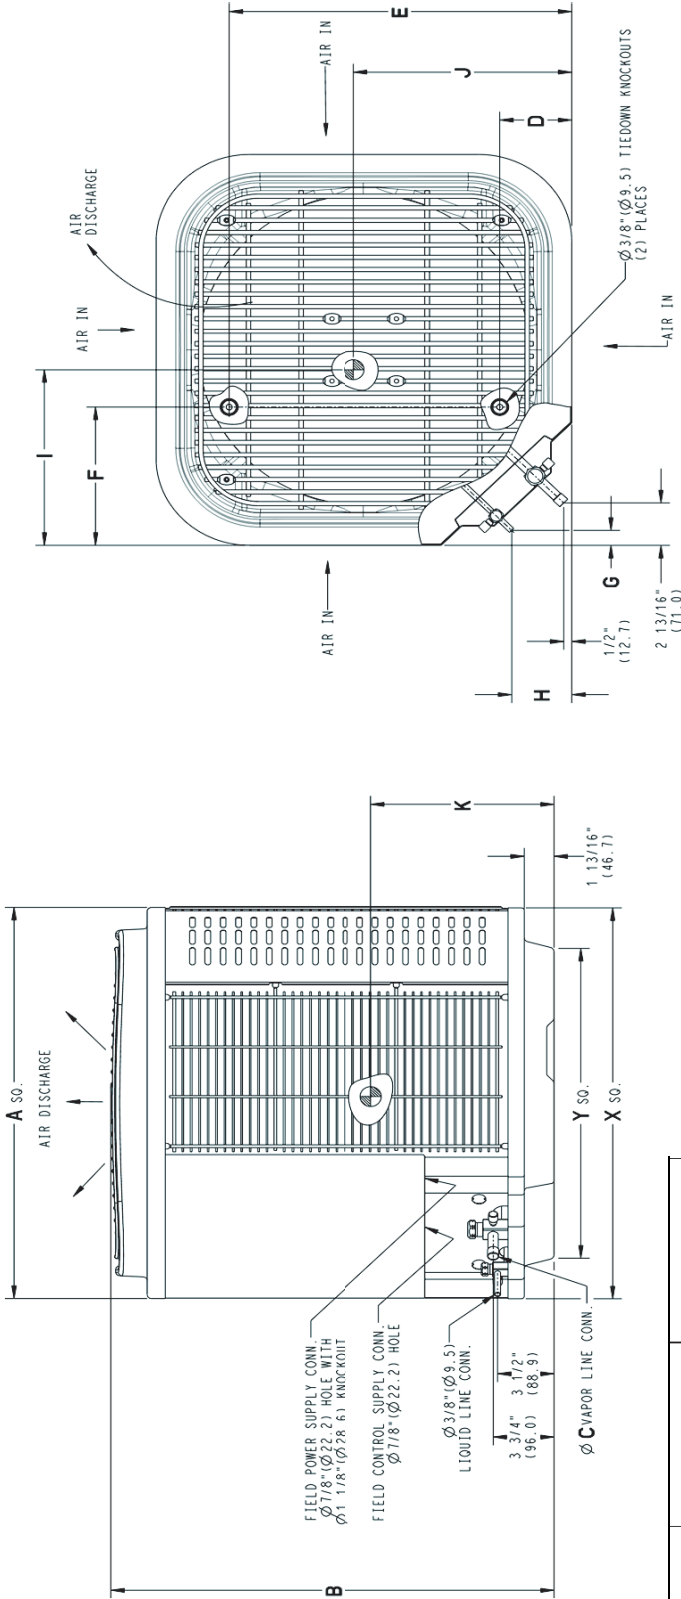 A SQ.
AIR DISCHARGE
B
FIELD POWER SUPPLY CONN.
Ø7/8"(Ø22.2) HOLE WITH
Ø1 1/8"(Ø28.6) KNOCKOUT
FIELD CONTROL SUPPLY CONN.
Ø7/8"(Ø22.2) HOLE
Ø3/8"(Ø9.5)
LIQUID LINE CONN.
3 3/4"
(96.0)
3 1/2"
(88.9)
Ø C VAPOR LINE CONN.
Y SQ.
X SQ.
K
1 13/16"
(46.7)
I
F
AIR IN
AIR
DISCHARGE
AIR IN
AIR IN
AIR IN
E
J
D
Ø3/8"(Ø9.5) TIEDOWN KNOCKOUTS
(2) PLACES
H
G
1/2"
(12.7)
2 13/16"
(71.0)